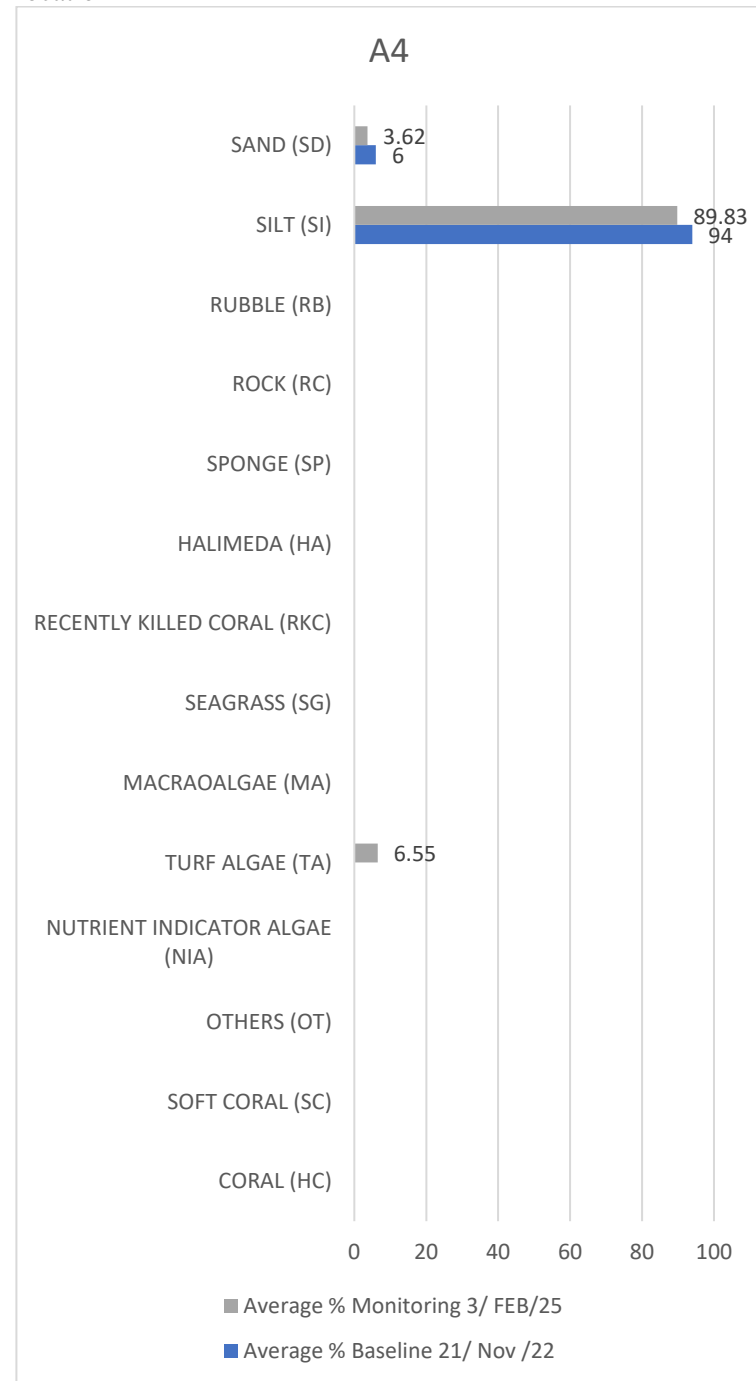 A4
SAND (SD)
3.62
6
SILT (SI)
89.83
94
RUBBLE (RB)
ROCK (RC)
SPONGE (SP)
HALIMEDA (HA)
RECENTLY KILLED CORAL (RKC)
SEAGRASS (SG)
MACRAOALGAE (MA)
TURF ALGAE (TA)
6.55
NUTRIENT INDICATOR ALGAE
(NIA)
OTHERS (OT)
SOFT CORAL (SC)
CORAL (HC)
0 20 40 60 80 100
Average % Monitoring 3/ FEB/25
Average % Baseline 21/ Nov /22